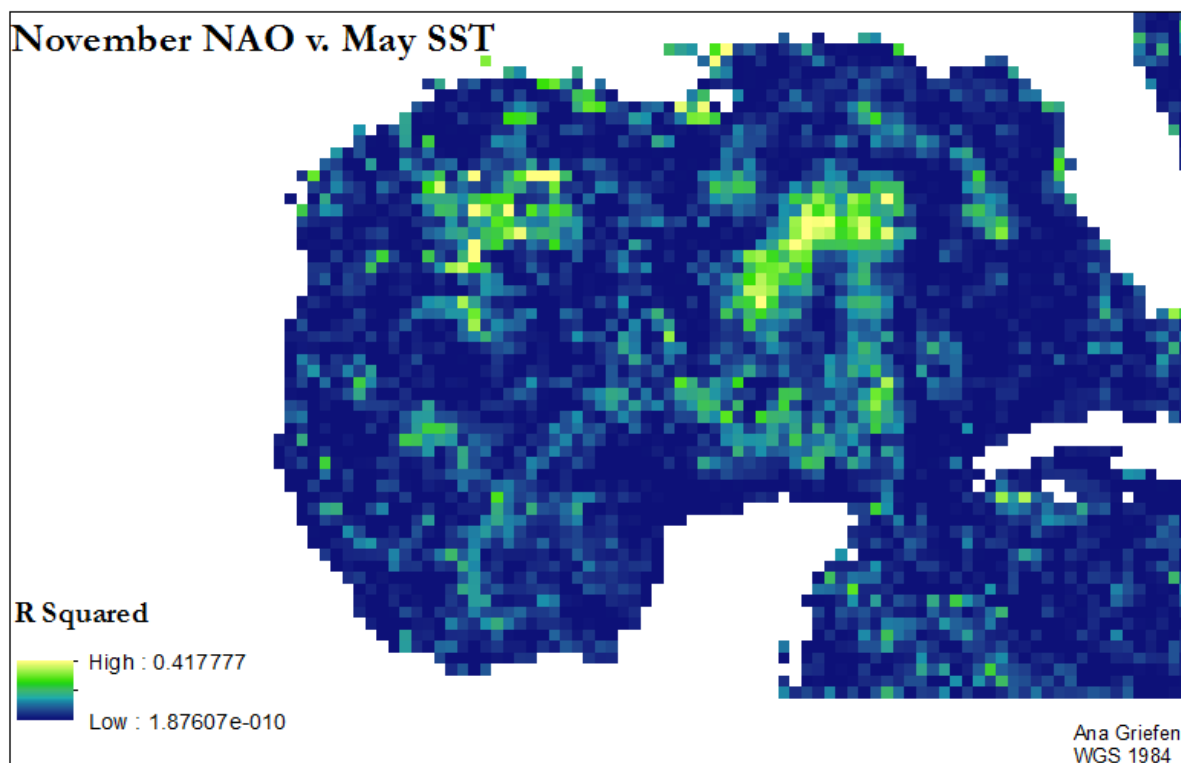 November NAO v. May SST
R Squared
High : 0.417777
Low : 1.87607e-010
Ana Griefen
WGS 1984